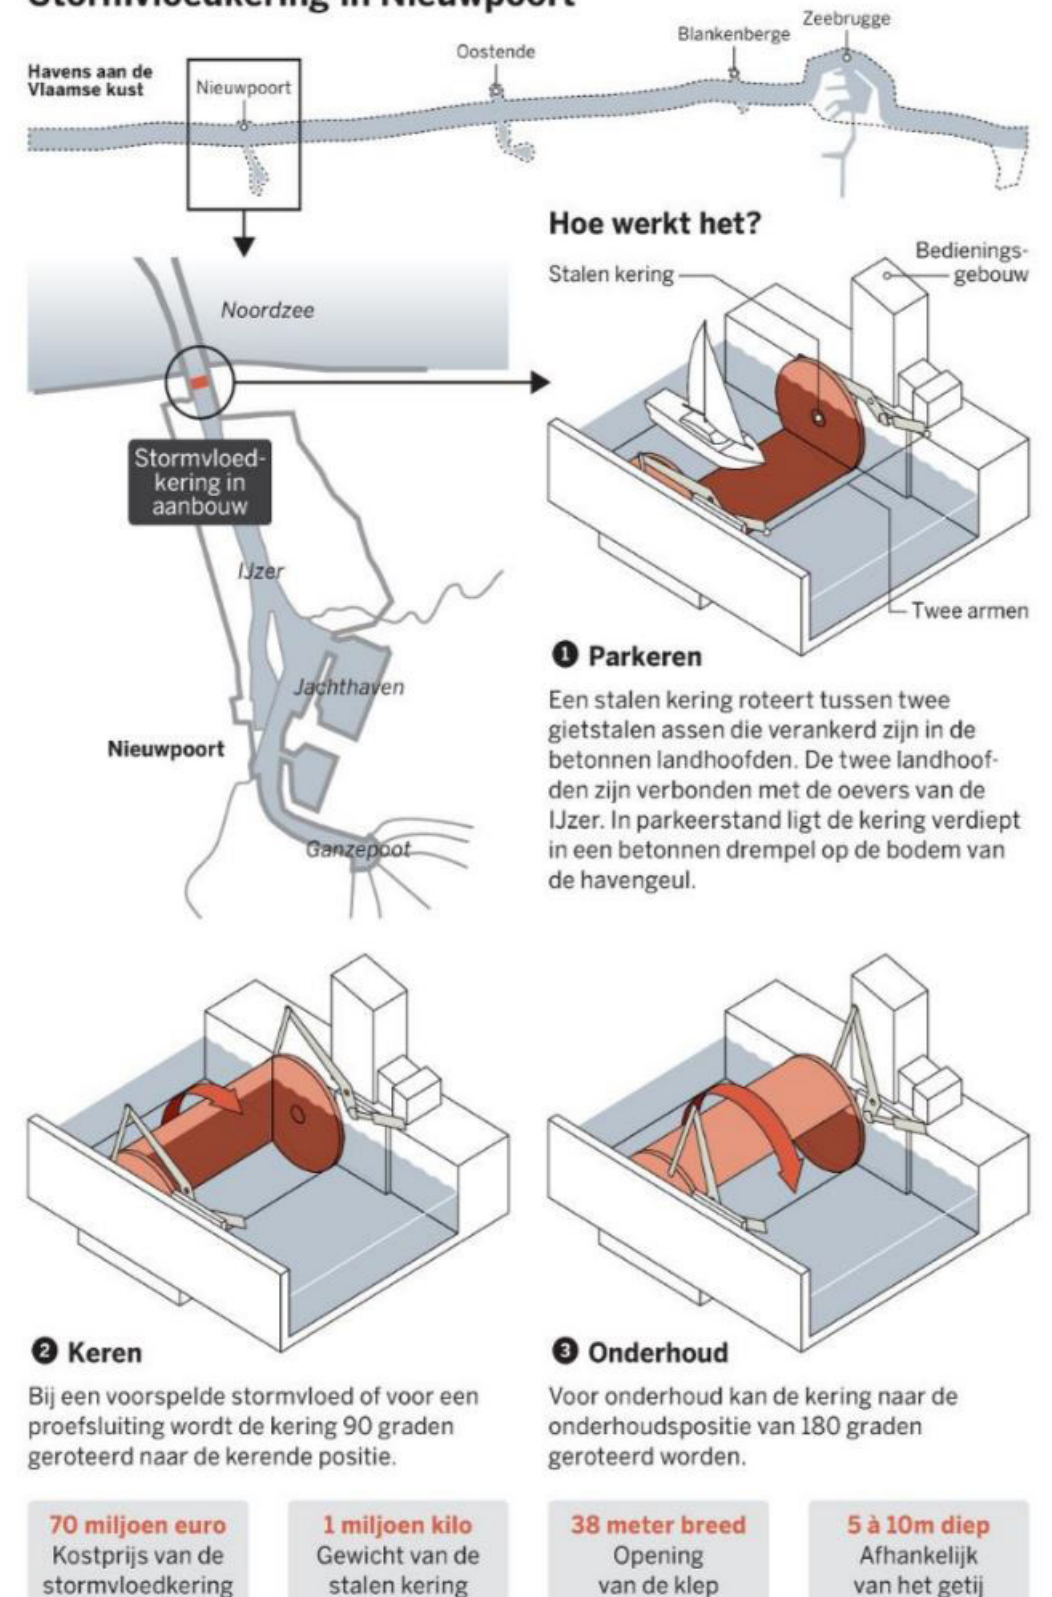 Stormvloedkering in Nieuwpoort
Havens aan de
Vlaamse kust
Nieuwpoort
Oostende
Blankenberge
Zeebrugge
Noordzee
Stormvloed-
kering in
aanbouw
IJzer
Jachthaven
Nieuwpoort
Ganzepoot
Hoe werkt het?
Stalen kering
Bedienings-
gebouw
Twee armen
1 Parkeren
Een stalen kering roteert tussen twee
gietstalen assen die verankerd zijn in de
betonnen landhoofden. De twee landhoof-
den zijn verbonden met de oevers van de
IJzer. In parkeerstand ligt de kering verdiept
in een betonnen drempel op de bodem van
de havengeul.
2 Keren
Bij een voorspelde stormvloed of voor een
proefsluiting wordt de kering 90 graden
geroteerd naar de kerende positie.
3 Onderhoud
Voor onderhoud kan de kering naar de
onderhoudspositie van 180 graden
geroteerd worden.
70 miljoen euro
Kostprijs van de
stormvloedkering
1 miljoen kilo
Gewicht van de
stalen kering
38 meter breed
Opening
van de klep
5 à 10m diep
Afhankelijk
van het getij